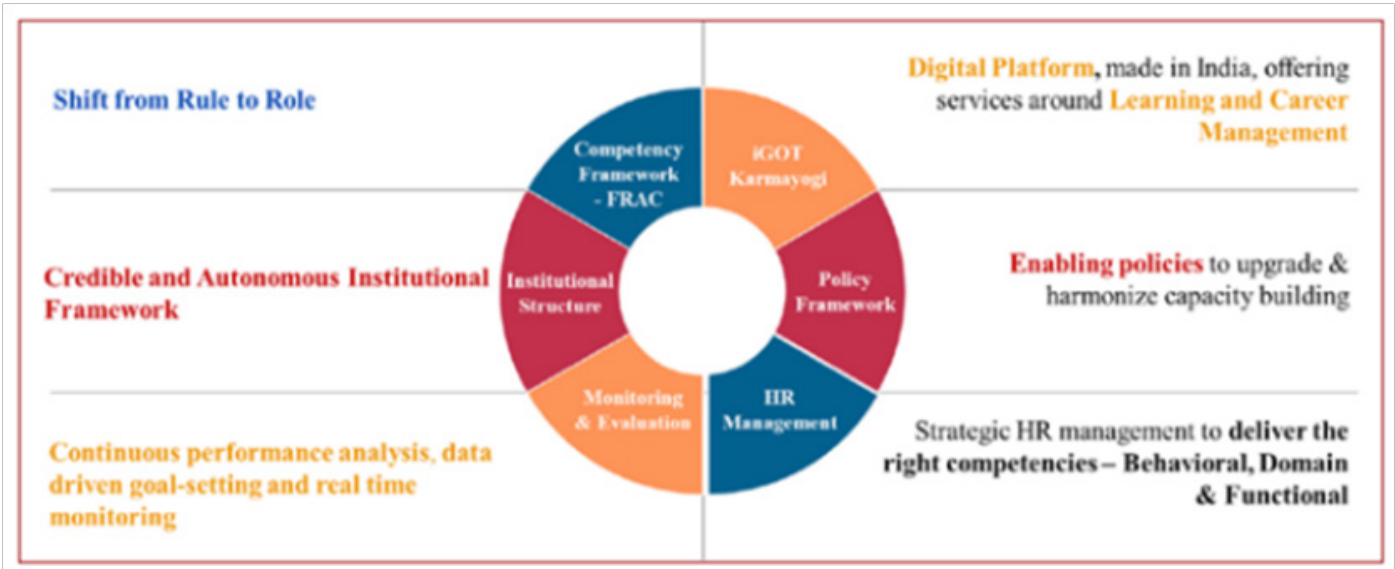 Shift from Rule to Role
Digital Platform, made in India, offering
services around Learning and Career
Management
Competency
Framework
- FRAC
iGOT
Karmayogi
Credible and Autonomous Institutional
Framework
Institutional
Structure
Policy
Framework
Enabling policies to upgrade &
harmonize capacity building
Monitoring
& Evaluation
HR
Management
Continuous performance analysis, data
driven goal-setting and real time
monitoring
Strategic HR management to deliver the
right competencies – Behavioral, Domain
& Functional